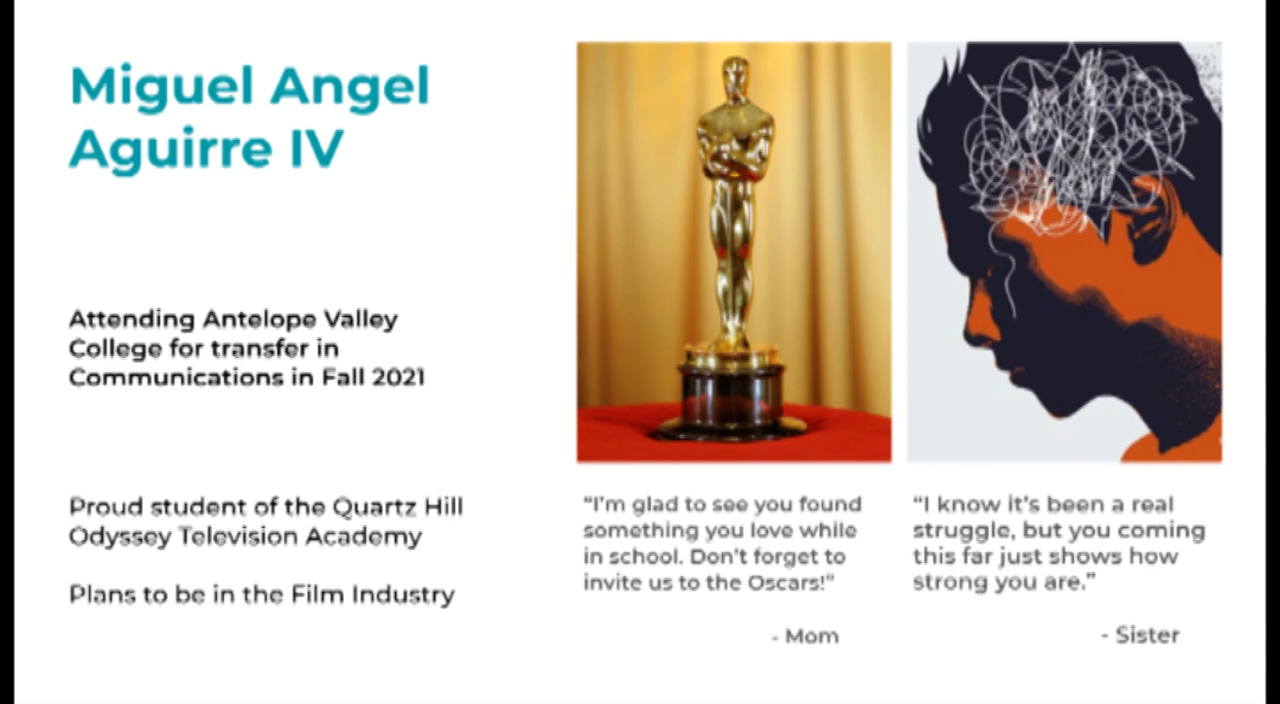 Miguel Angel
Aguirre IV
Attending Antelope Valley
College for transfer in
Communications in Fall 2021
Proud student of the Quartz Hill
Odyssey Television Academy
Plans to be in the Film Industry
“I’m glad to see you found
something you love while
in school. Don’t forget to
invite us to the Oscars!”
- Mom
“I know it’s been a real
struggle, but you coming
this far just shows how
strong you are.”
- Sister